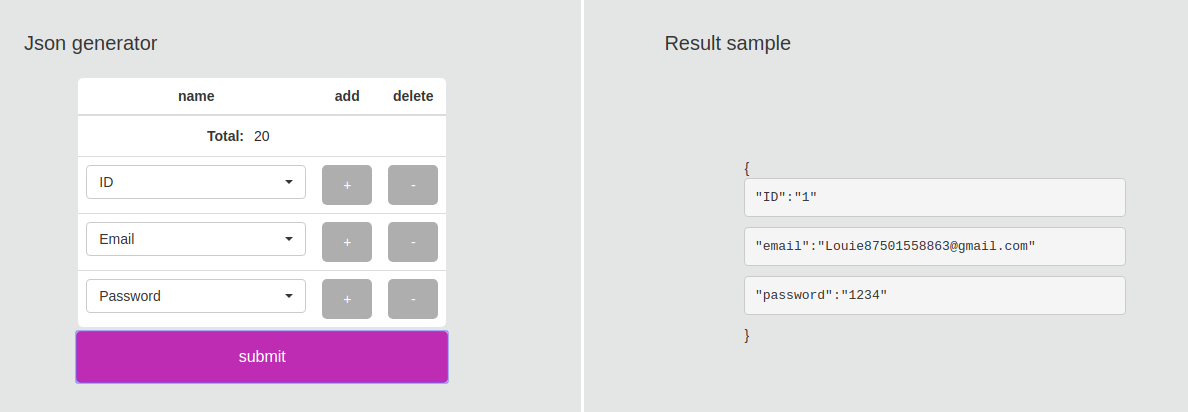 Json generator
name add delete
Total: 20
ID + -
Email + -
Password + -
submit
Result sample
{
"ID":"1"
"email":"Louie87501558863@gmail.com"
"password":"1234"
}